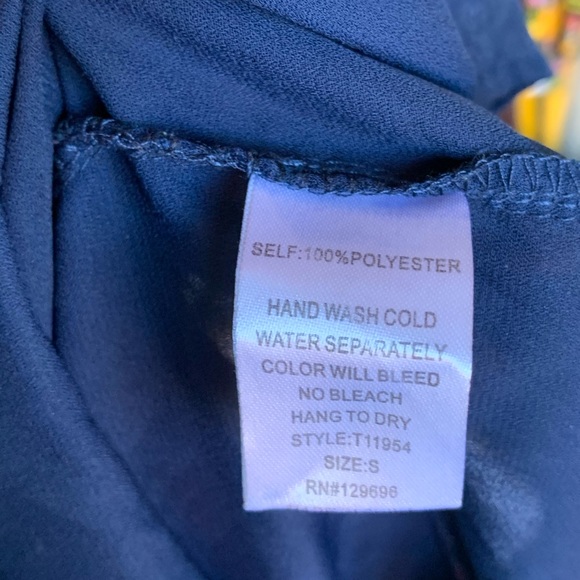 SELF:100%POLYESTER
HAND WASH COLD
WATER SEPARATELY
COLOR WILL BLEED
NO BLEACH
HANG TO DRY
STYLE:T11954
SIZE:S
RN#129696